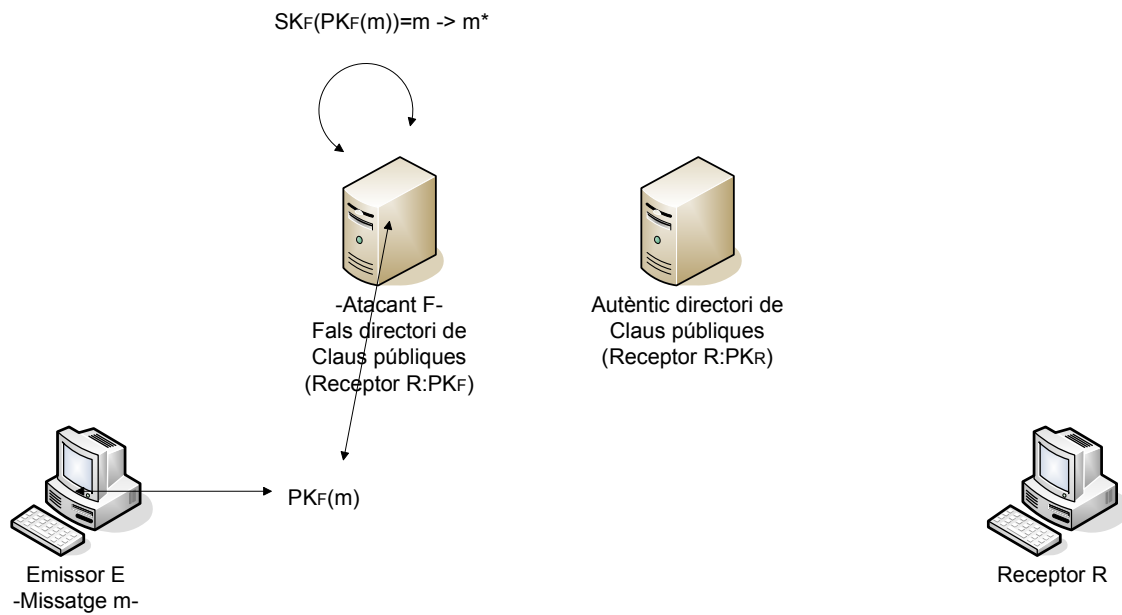 SKF(PKF(m))=m -> m*
-Atacant F-
Fals directori de
Claus públiques
(Receptor R:PKF)
Autèntic directori de
Claus públiques
(Receptor R:PKR)
PKF(m)
Emissor E
-Missatge m-
Receptor R